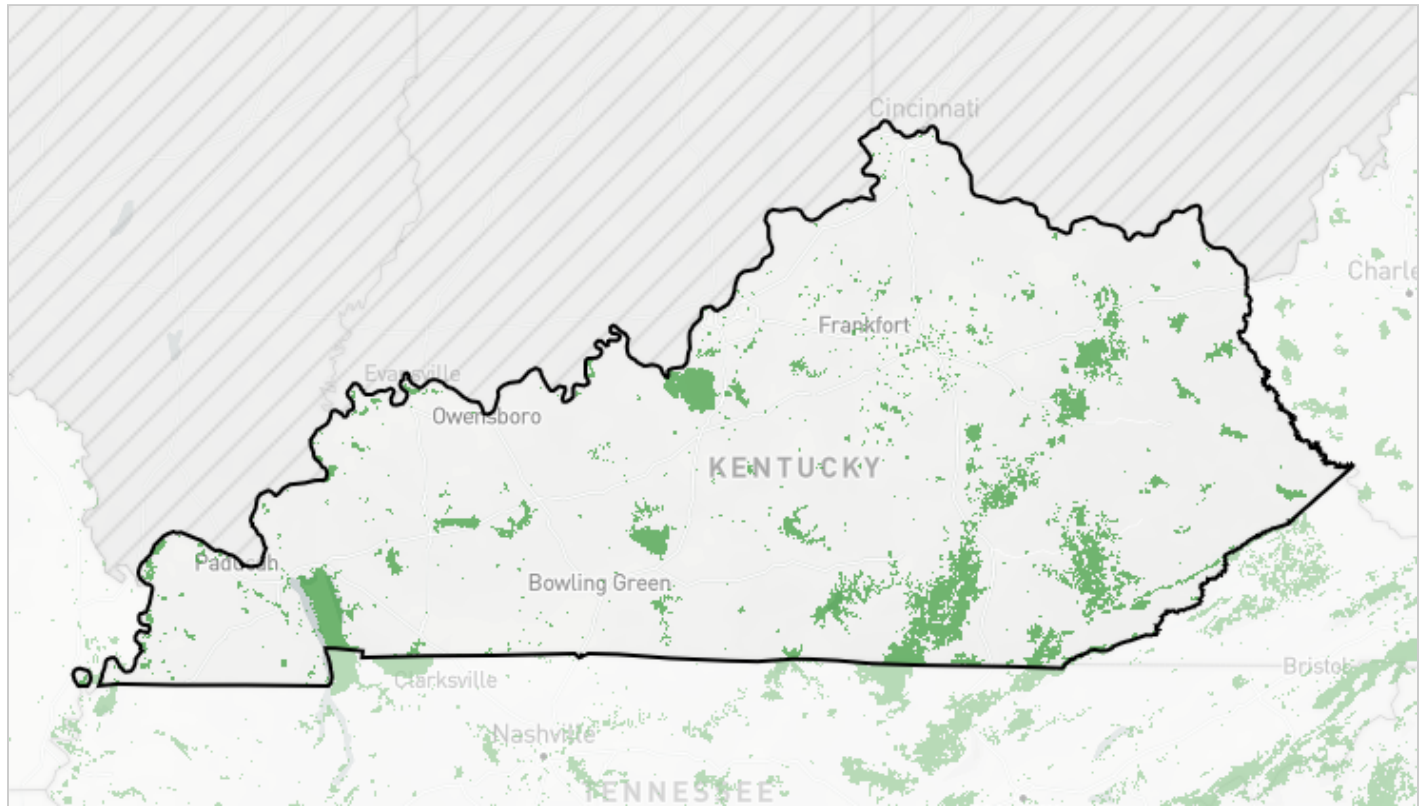 Cincinnati
Charle
Frankfort
Evansville
Owensboro
KENTUCKY
Paducah
Bowling Green
Clarksville
Bristol
Nashville
TENNESSEE